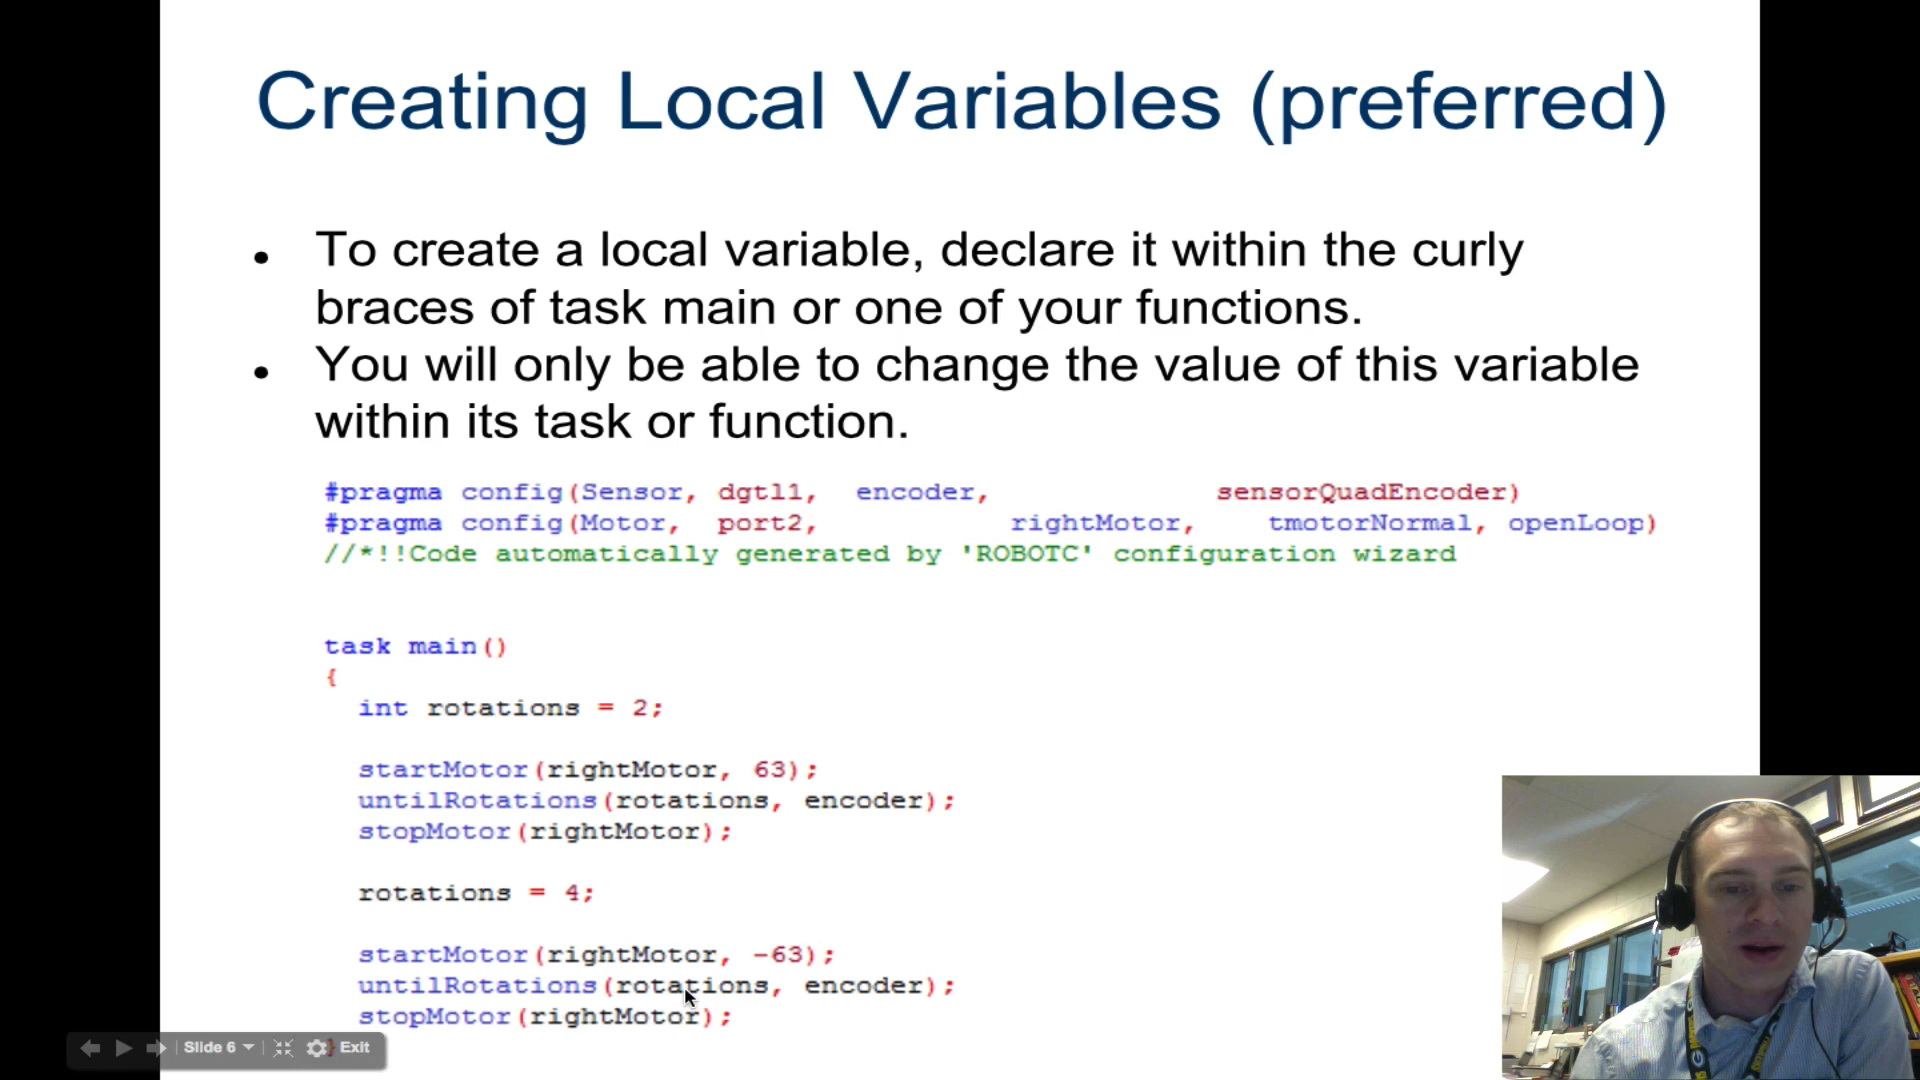 Creating Local Variables (preferred)
• To create a local variable, declare it within the curly
braces of task main or one of your functions.
• You will only be able to change the value of this variable
within its task or function.
#pragma config(Sensor, dgtl1, encoder, sensorQuadEncoder)
#pragma config(Motor, port2, rightMotor, tmotorNormal, openLoop)
//*!!Code automatically generated by 'ROBOTC' configuration wizard
task main()
{
int rotations = 2;
startMotor(rightMotor, 63);
untilRotations(rotations, encoder);
stopMotor(rightMotor);
rotations = 4;
startMotor(rightMotor, -63);
untilRotations(rotations, encoder);
stopMotor(rightMotor);
Slide 6
Exit